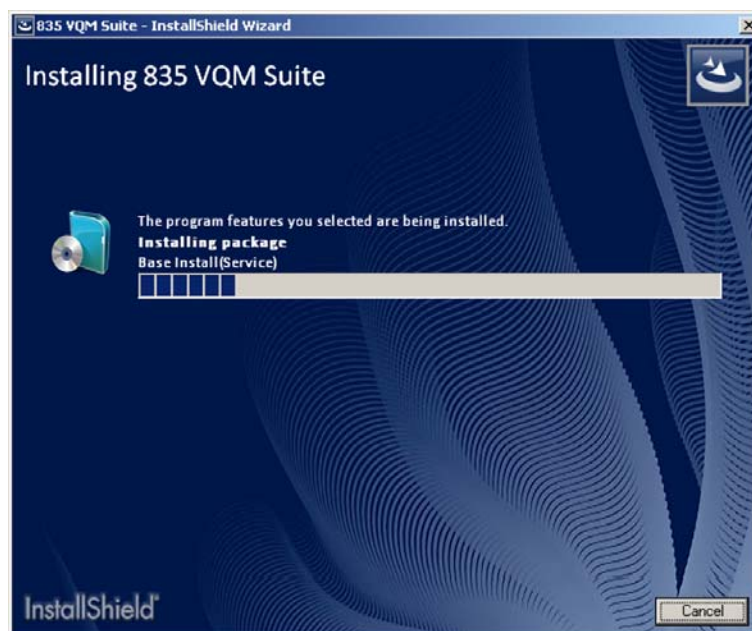 835 VQM Suite - InstallShield Wizard
Installing 835 VQM Suite
The program features you selected are being installed.
Installing package
Base Install(Service)
InstallShield®
Cancel